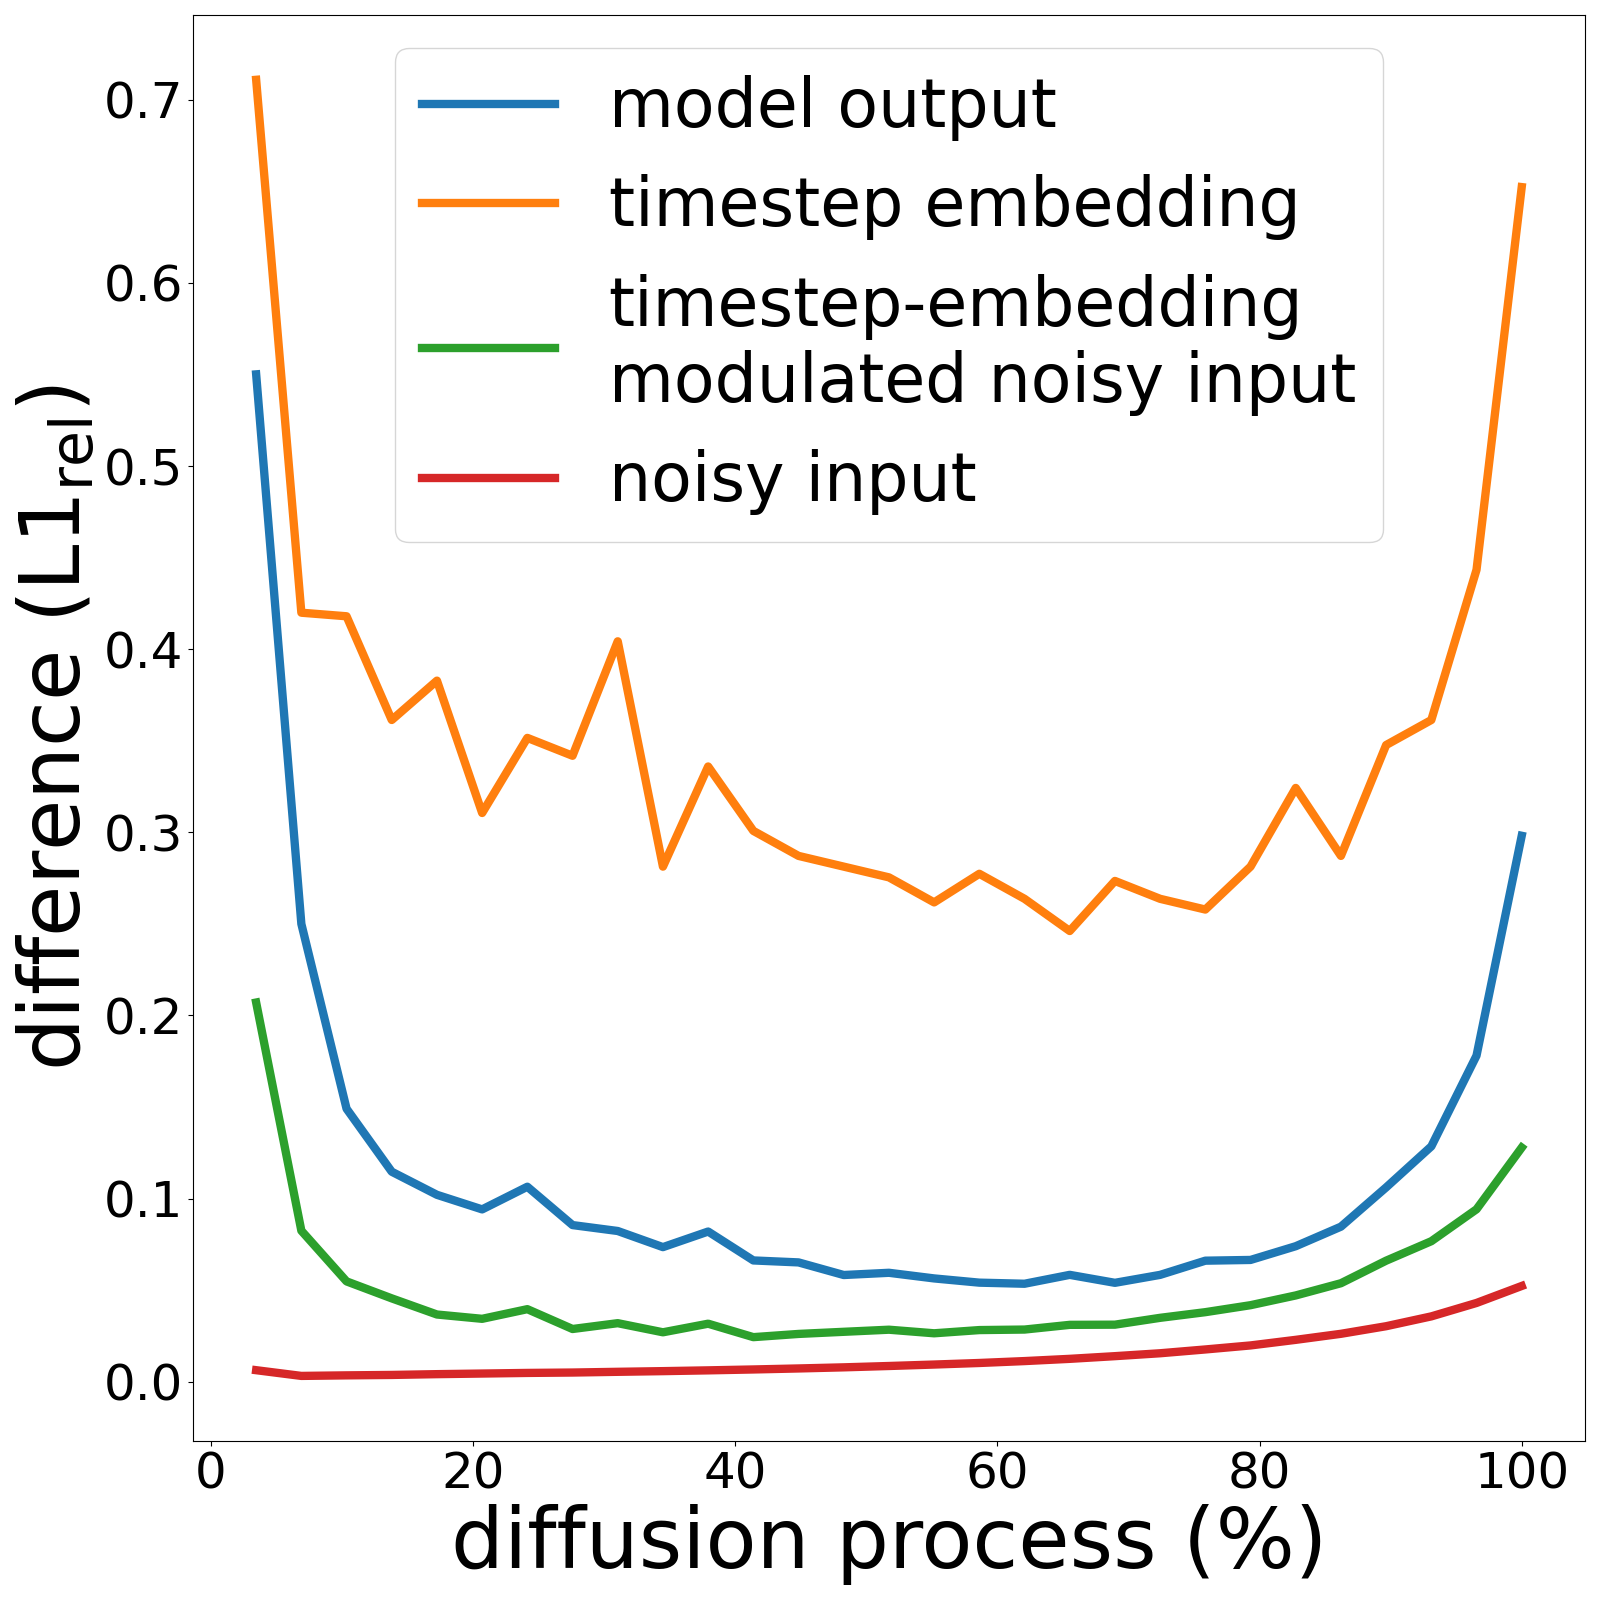 model output
timestep embedding
timestep-embedding
modulated noisy input
noisy input
difference (L1rel)
0.7
0.6
0.5
0.4
0.3
0.2
0.1
0.0
0 20 40 60 80 100
diffusion process (%)